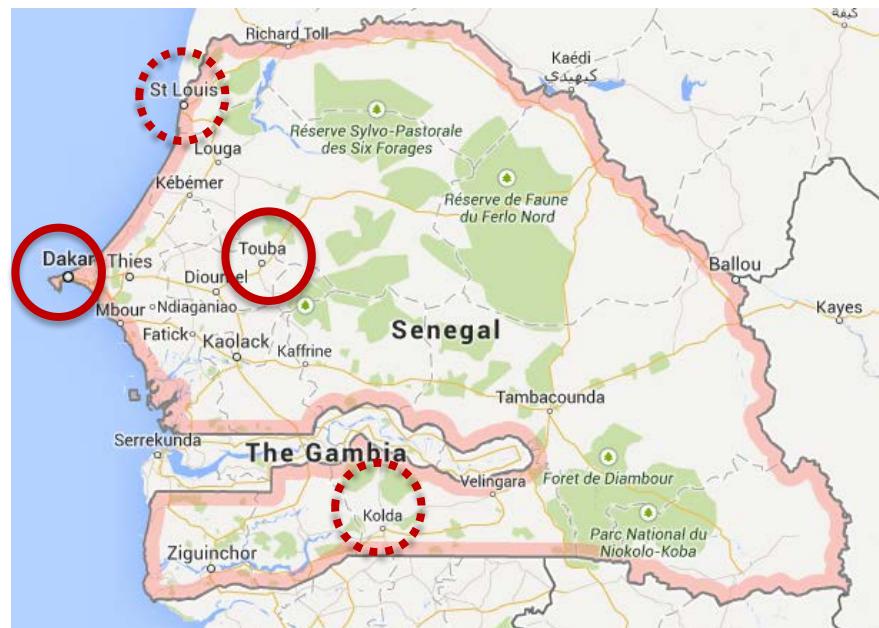 كيفة
Richard Toll
Kaédi
كيهيدي
St Louis
Réserve Sylvo-Pastorale
des Six Forages
Louga
Kébémer
Réserve de Faune
du Ferlo Nord
Touba
Dakar
Thies
Ballou
Diourbel
Mbour
Ndiaganiao
Kayes
Senegal
Fatick
Kaolack
Kaffrine
Tambacounda
Serrekunda
The Gambia
Velingara
Foret de Diambour
Kolda
Parc National du
Niokolo-Koba
Ziguinchor